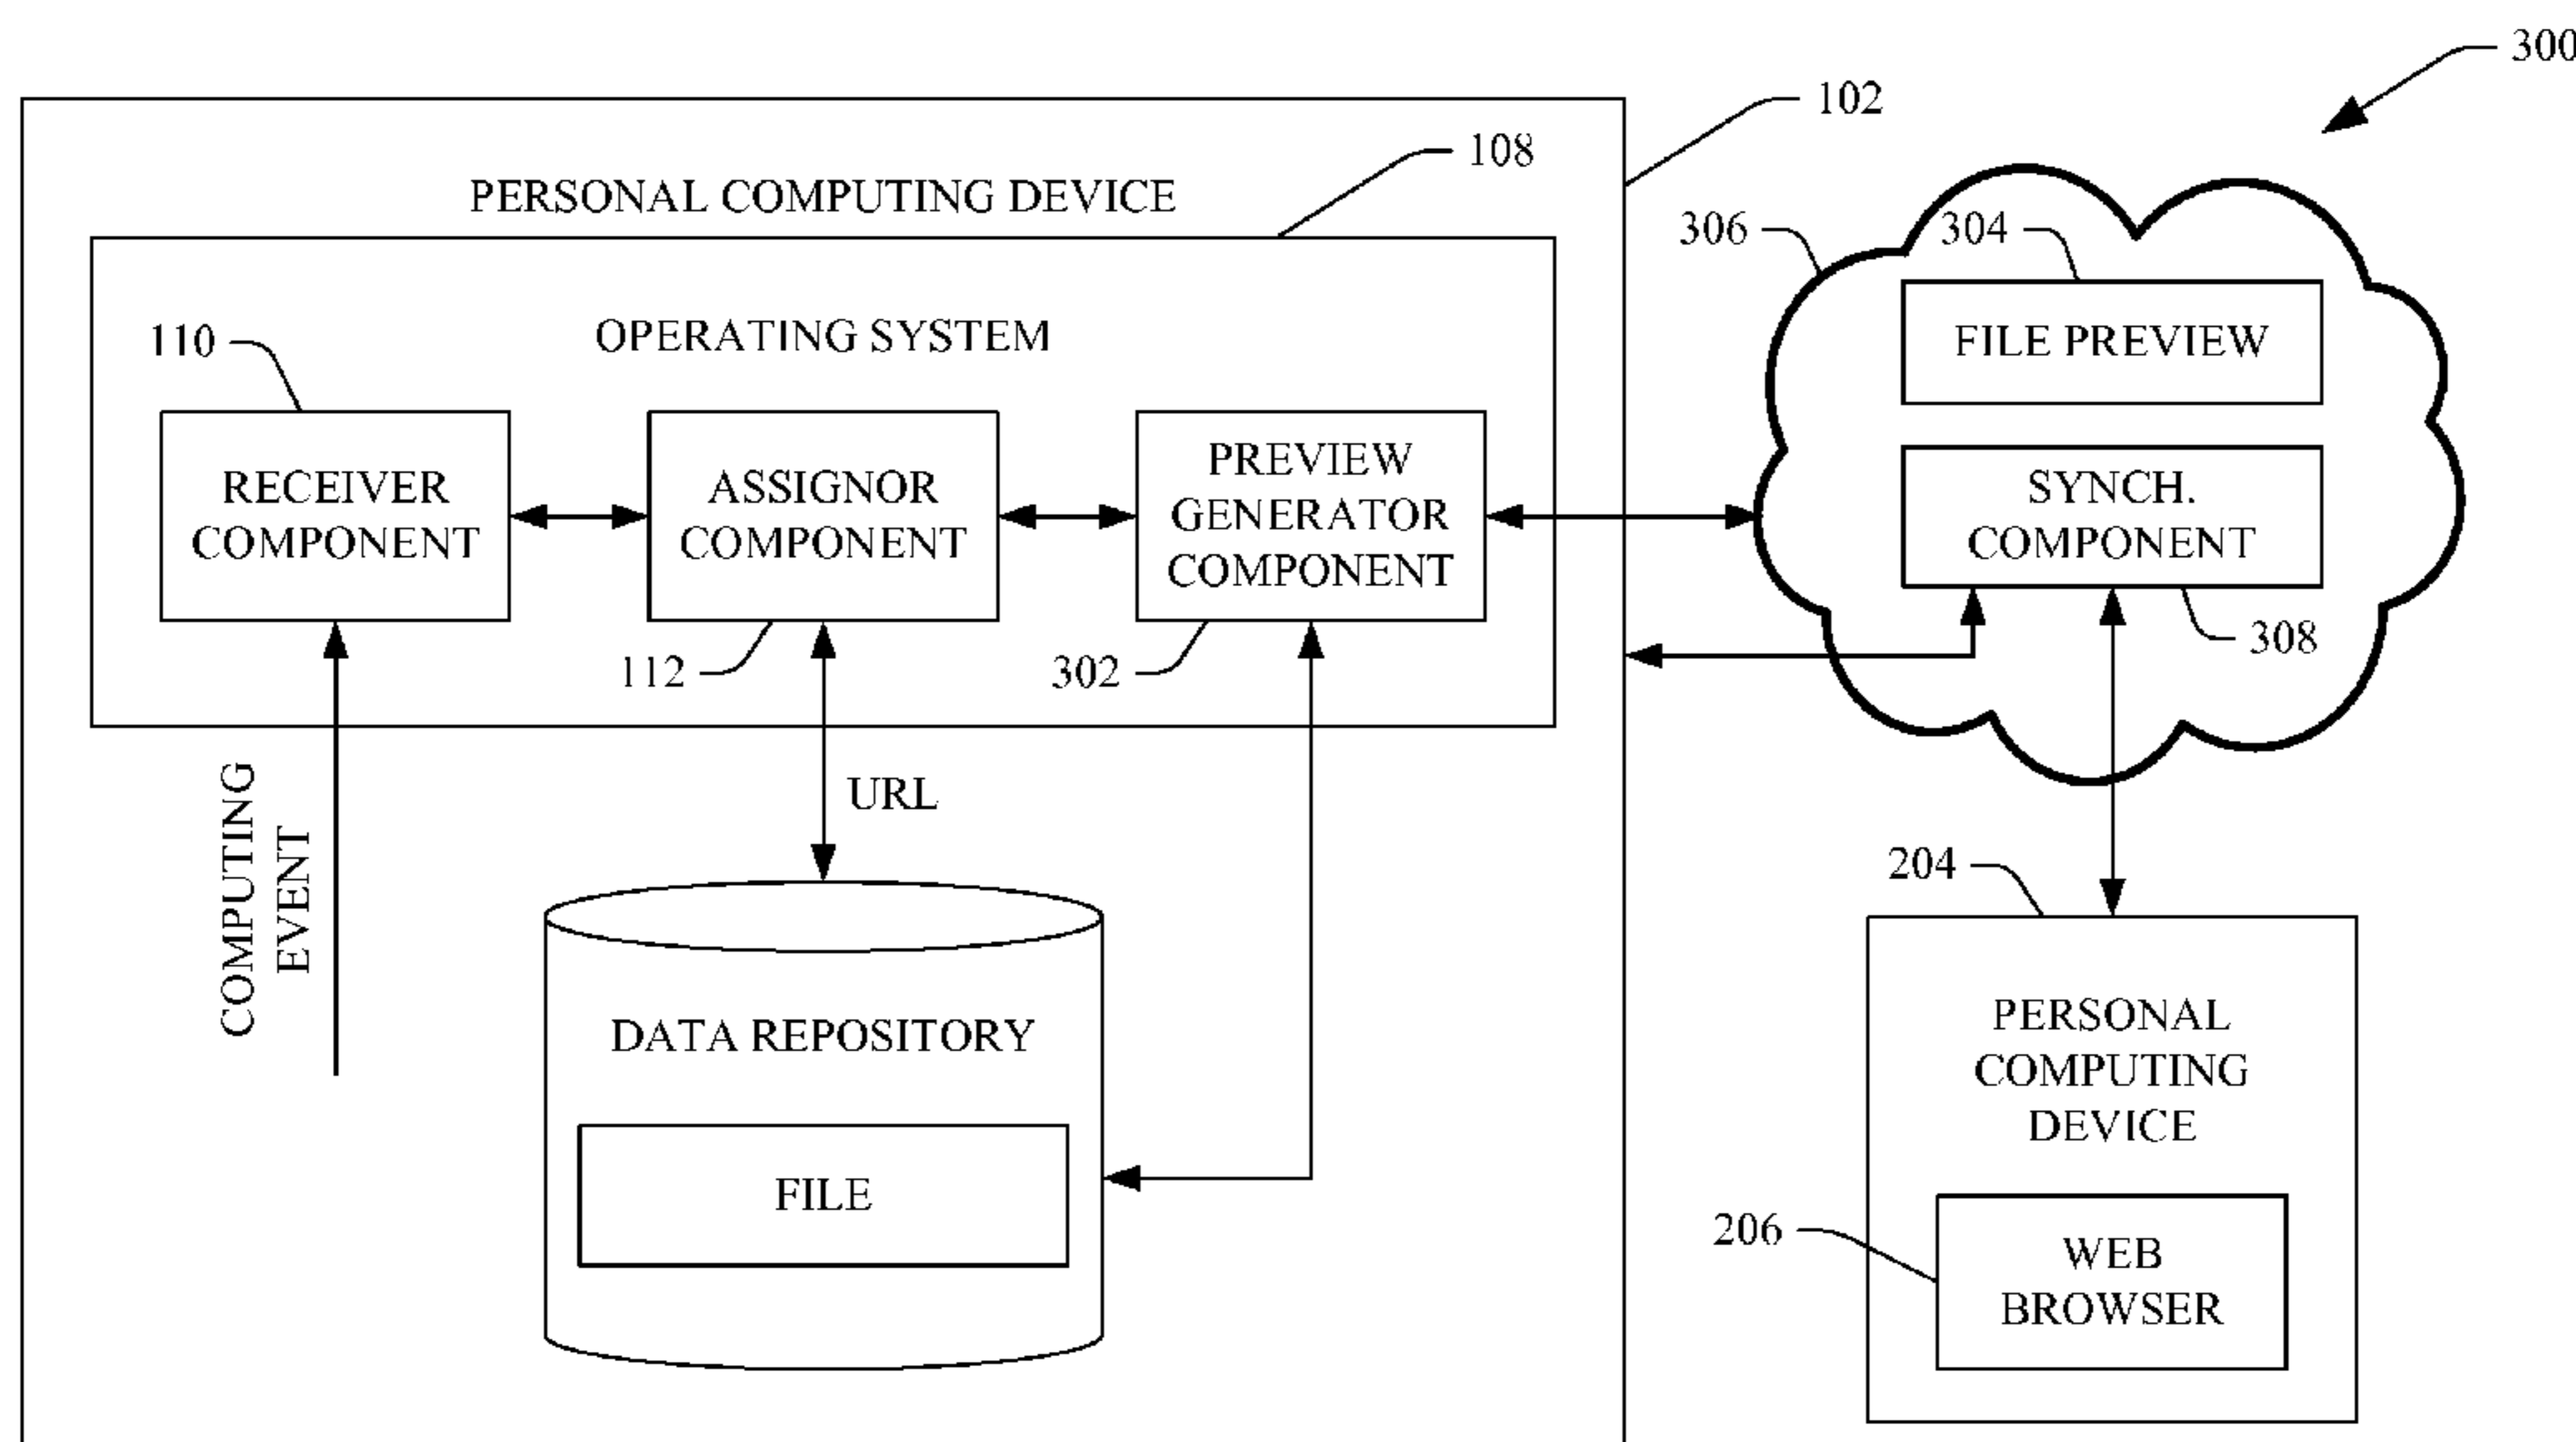 300
102
108
PERSONAL COMPUTING DEVICE
306
304
OPERATING SYSTEM
110
FILE PREVIEW
RECEIVER
COMPONENT
ASSIGNOR
COMPONENT
PREVIEW
GENERATOR
COMPONENT
SYNCH.
COMPONENT
112
302
308
COMPUTING
EVENT
URL
204
DATA REPOSITORY
FILE
PERSONAL
COMPUTING
DEVICE
206
WEB
BROWSER